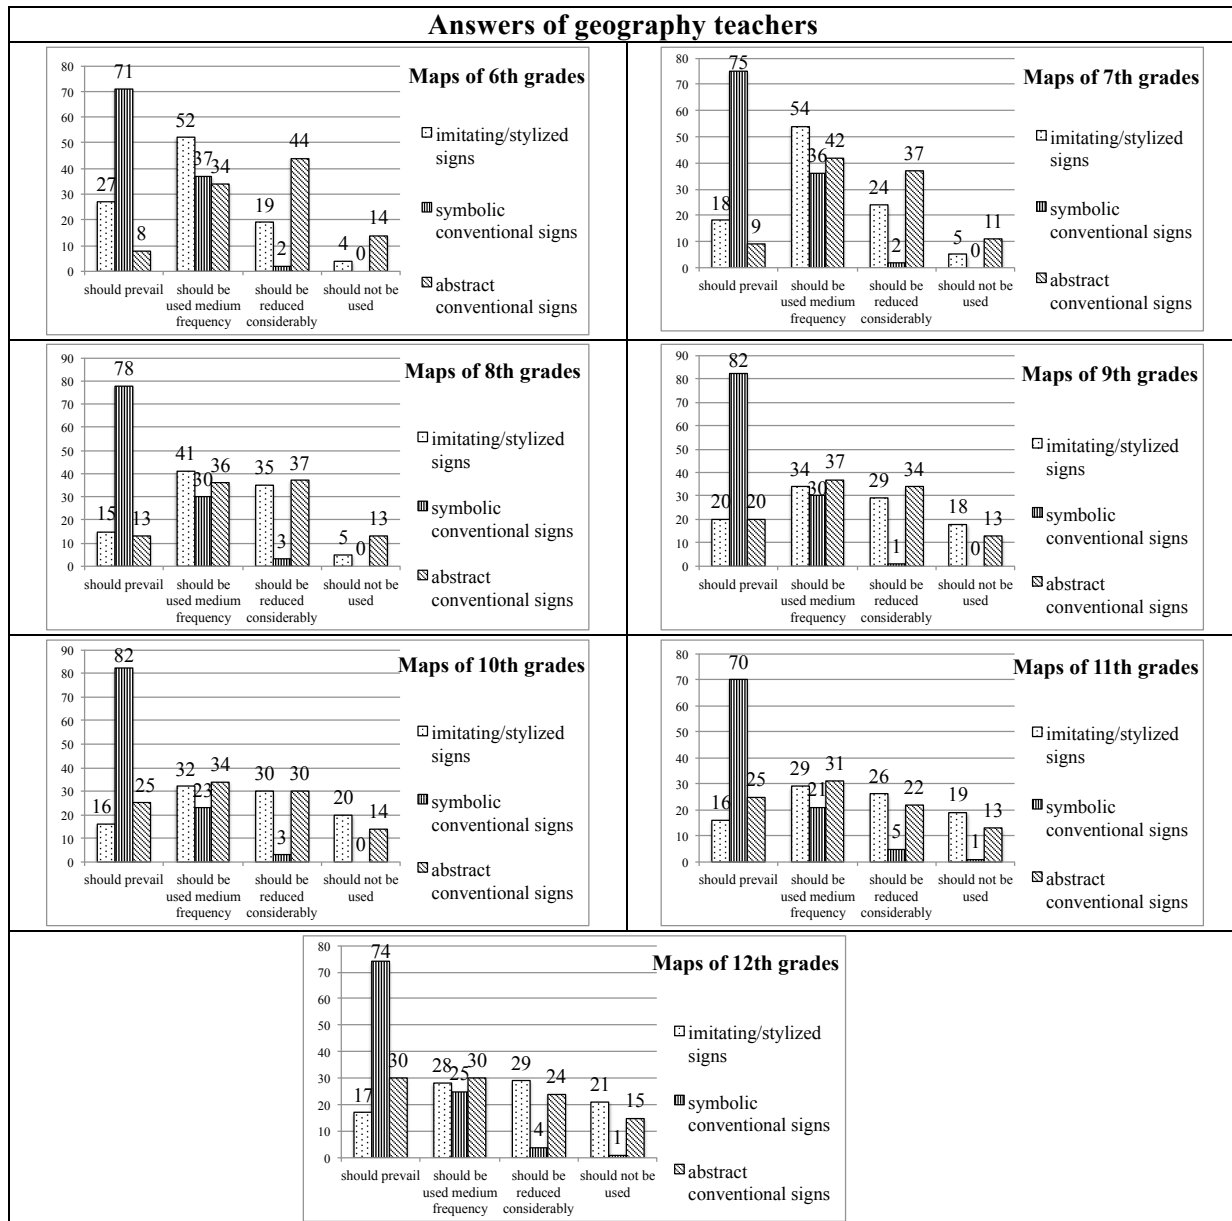 Answers of geography teachers
Maps of 6th grades
80
70
60
50
40
30
20
10
0
27
71
8
52
37
34
19
2
44
4
0
14
should prevail
should be
used medium
frequency
should be
reduced
considerably
should not be
used
imitating/stylized
signs
symbolic
conventional signs
abstract
conventional signs
Maps of 7th grades
80
70
60
50
40
30
20
10
0
18
75
9
54
36
42
24
2
37
5
0
11
should prevail
should be
used medium
frequency
should be
reduced
considerably
should not be
used
imitating/stylized
signs
symbolic
conventional signs
abstract
conventional signs
Maps of 8th grades
90
80
70
60
50
40
30
20
10
0
15
78
13
41
30
36
35
3
37
5
0
13
should prevail
should be
used medium
frequency
should be
reduced
considerably
should not be
used
imitating/stylized
signs
symbolic
conventional signs
abstract
conventional signs
Maps of 9th grades
90
80
70
60
50
40
30
20
10
0
20
82
20
34
30
37
29
1
34
18
0
13
should prevail
should be
used medium
frequency
should be
reduced
considerably
should not be
used
imitating/stylized
signs
symbolic
conventional signs
abstract
conventional signs
Maps of 10th grades
90
80
70
60
50
40
30
20
10
0
16
82
25
32
23
34
30
3
30
20
0
14
should prevail
should be
used medium
frequency
should be
reduced
considerably
should not be
used
imitating/stylized
signs
symbolic
conventional signs
abstract
conventional signs
Maps of 11th grades
80
70
60
50
40
30
20
10
0
16
70
25
29
21
31
26
5
22
19
1
13
should prevail
should be
used medium
frequency
should be
reduced
considerably
should not be
used
imitating/stylized
signs
symbolic
conventional signs
abstract
conventional signs
Maps of 12th grades
80
70
60
50
40
30
20
10
0
17
74
30
28
25
30
29
4
24
21
1
15
should prevail
should be
used medium
frequency
should be
reduced
considerably
should not be
used
imitating/stylized
signs
symbolic
conventional signs
abstract
conventional signs